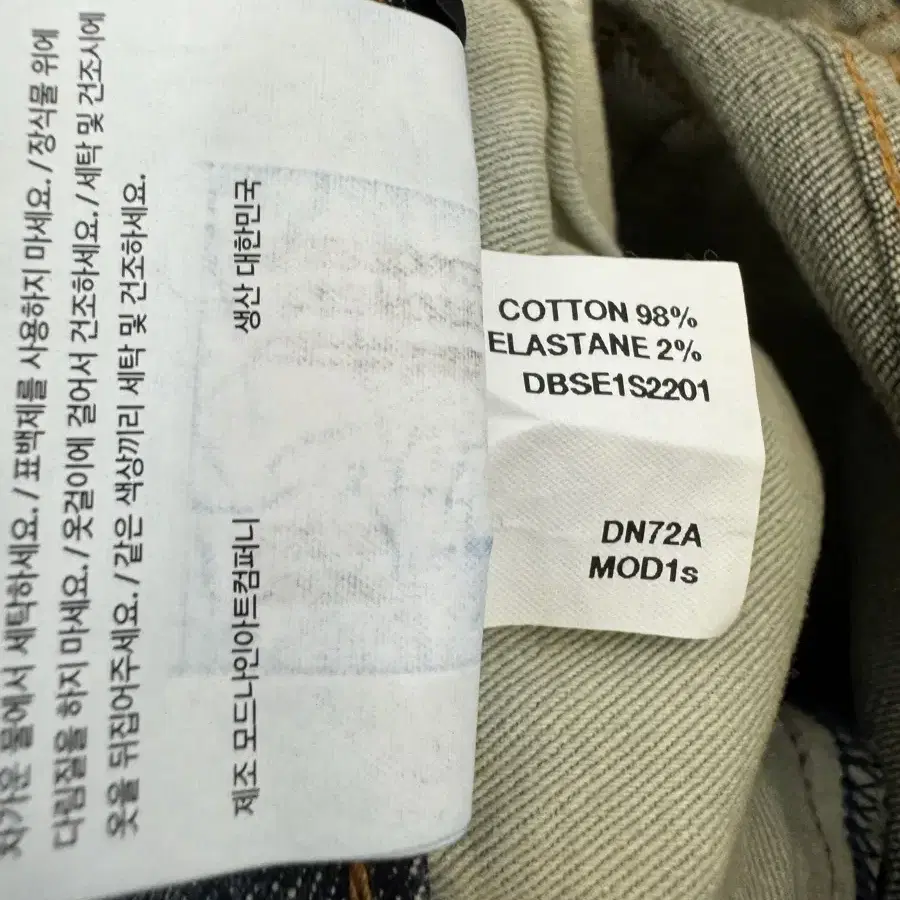 차가운 물에서 세탁하세요. / 표백제를 사용하지 마세요. / 장식물 위에
다림질을 하지 마세요. / 옷걸이에 걸어서 건조하세요. / 세탁 및 건조시에
옷을 뒤집어주세요. / 같은 색상끼리 세탁 및 건조하세요.
제조 모드나인아트컴퍼니
생산 대한민국
COTTON 98%
ELASTANE 2%
DBSE1S2201
DN72A
MOD1s